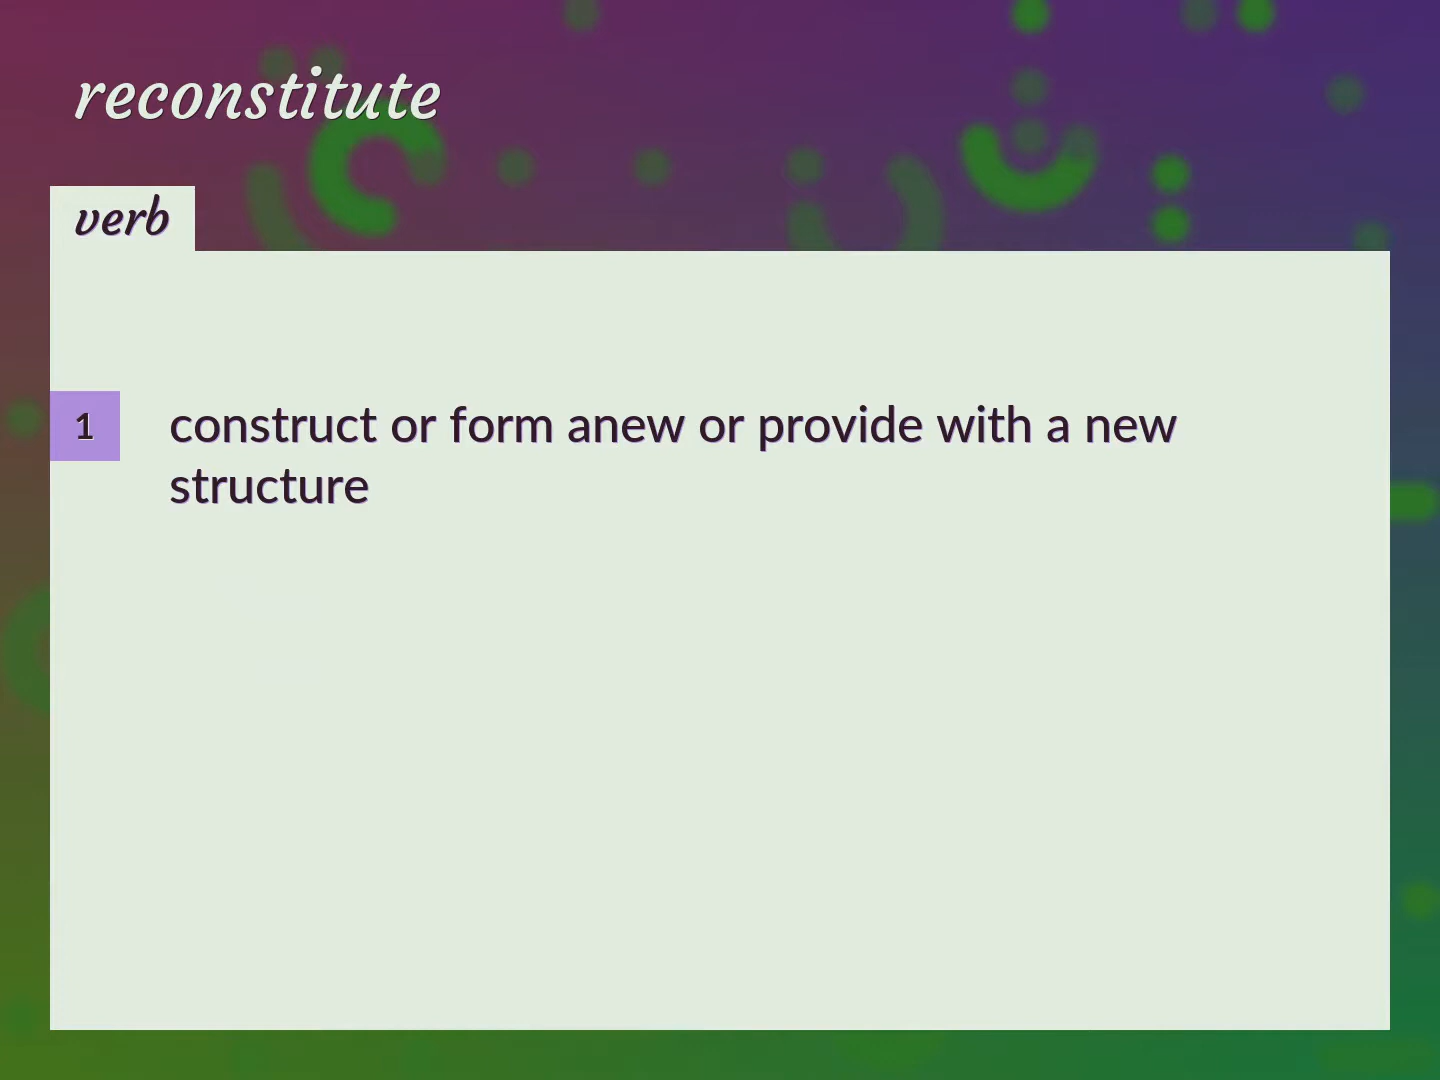 reconstitute
verb
1
construct or form anew or provide with a new
structure